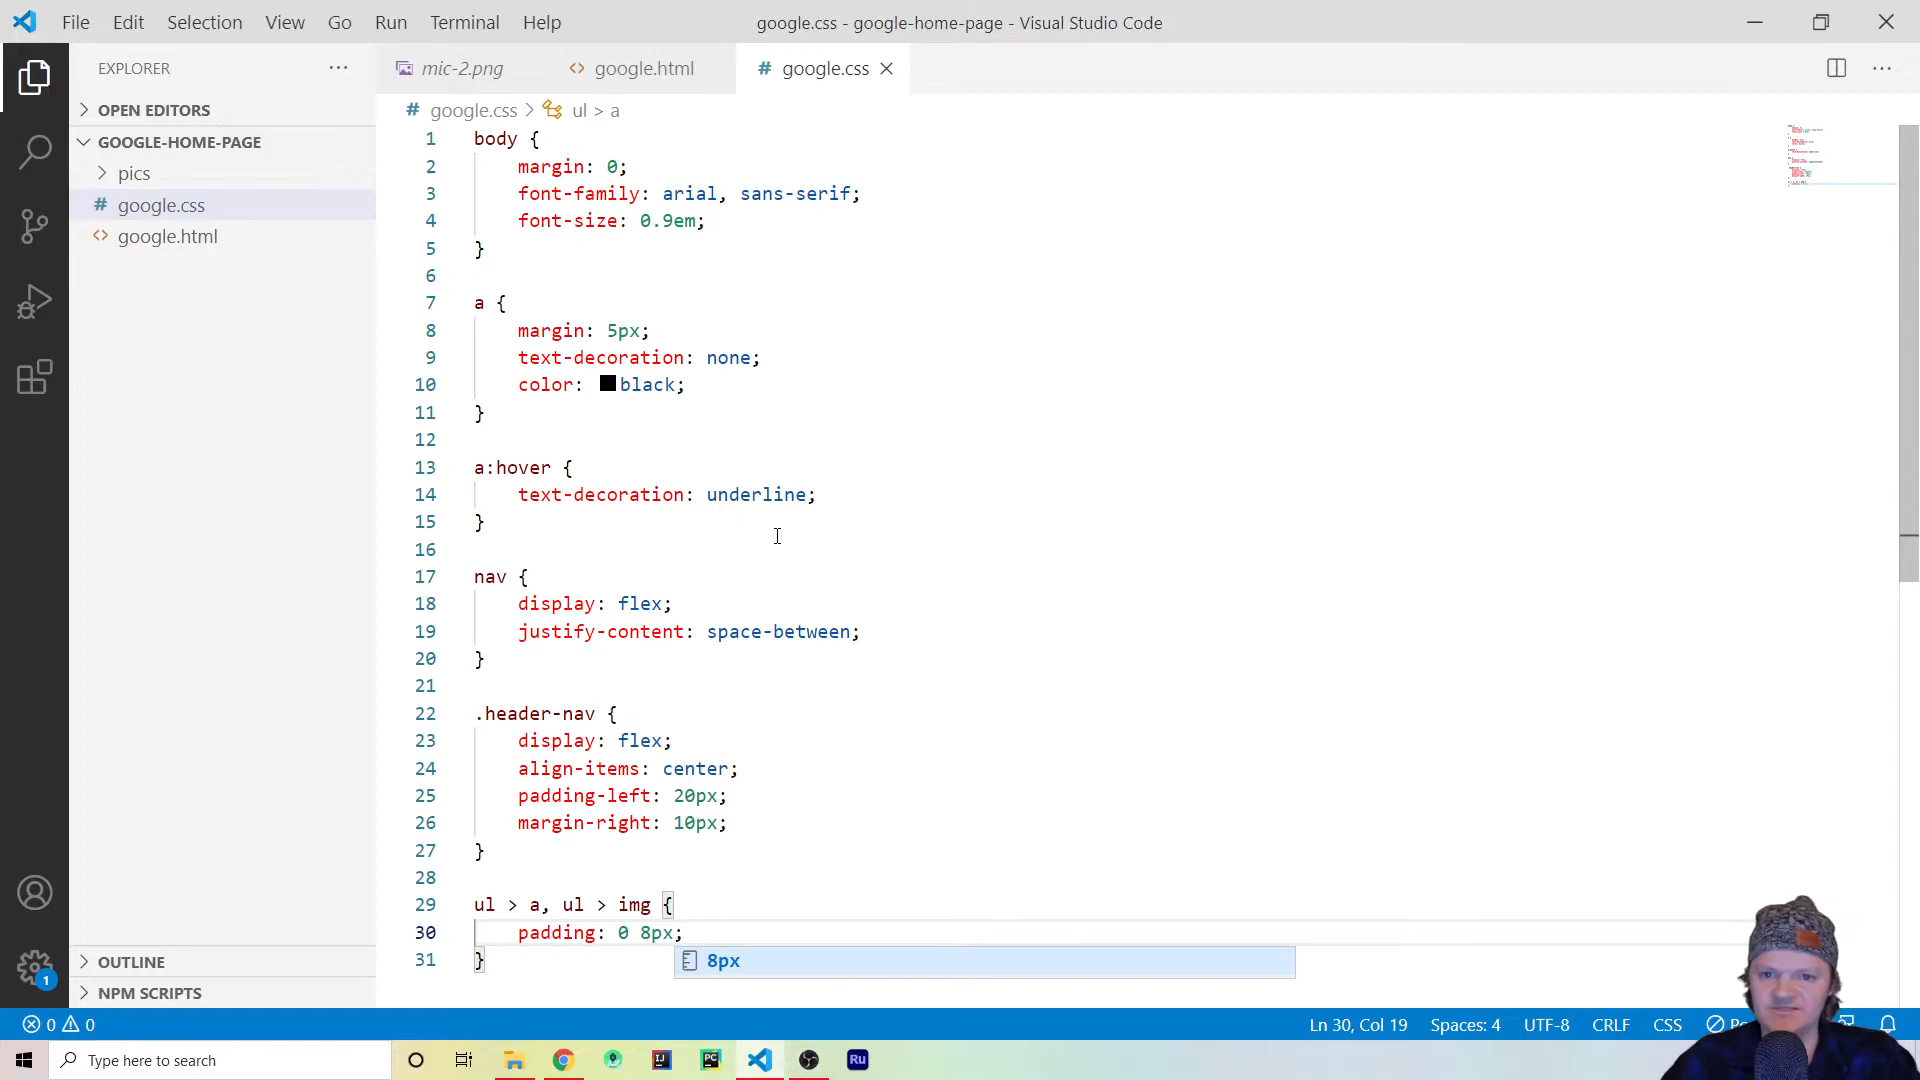 File Edit Selection View Go Run Terminal Help google.css - google-home-page - Visual Studio Code
EXPLORER
mic-2.png google.html google.css
OPEN EDITORS
google.css ul > a
GOOGLE-HOME-PAGE
pics
google.css
google.html
1 body {
2 margin: 0;
3 font-family: arial, sans-serif;
4 font-size: 0.9em;
5 }
6
7 a {
8 margin: 5px;
9 text-decoration: none;
10 color: black;
11 }
12
13 a:hover {
14 text-decoration: underline;
15 }
16
17 nav {
18 display: flex;
19 justify-content: space-between;
20 }
21
22 .header-nav {
23 display: flex;
24 align-items: center;
25 padding-left: 20px;
26 margin-right: 10px;
27 }
28
29 ul > a, ul > img {
30 padding: 0 8px;
31 }
8px
OUTLINE
NPM SCRIPTS
1
0 0 Ln 30, Col 19 Spaces: 4 UTF-8 CRLF CSS
Type here to search
IJ PC Ru